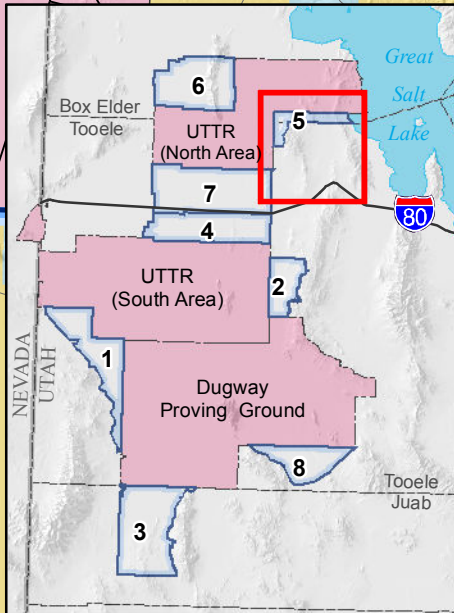 6
Great
Salt
Lake
Box Elder
Tooele
5
UTTR
(North Area)
7
80
4
UTTR
(South Area)
2
1
NEVADA
UTAH
Dugway
Proving Ground
8
Tooele
Juab
3